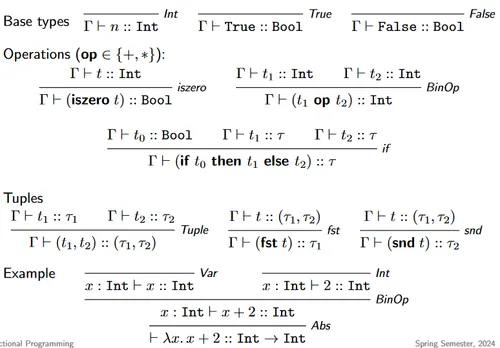 Base types Γ ⊢ n :: Int Int Γ ⊢ True :: Bool True Γ ⊢ False :: Bool False
Operations (op ∈ {+, ∗}):
Γ ⊢ t :: Int Γ ⊢ t₁ :: Int Γ ⊢ t₂ :: Int
Γ ⊢ (iszero t) :: Bool iszero Γ ⊢ (t₁ op t₂) :: Int BinOp
Γ ⊢ t₀ :: Bool Γ ⊢ t₁ :: τ Γ ⊢ t₂ :: τ
Γ ⊢ (if t₀ then t₁ else t₂) :: τ if
Tuples
Γ ⊢ t₁ :: τ₁ Γ ⊢ t₂ :: τ₂ Γ ⊢ t :: (τ₁, τ₂) Γ ⊢ t :: (τ₁, τ₂)
Γ ⊢ (t₁, t₂) :: (τ₁, τ₂) Tuple Γ ⊢ (fst t) :: τ₁ fst Γ ⊢ (snd t) :: τ₂ snd
Example x : Int ⊢ x :: Int Var x : Int ⊢ 2 :: Int Int
x : Int ⊢ x + 2 :: Int BinOp
⊢ λx. x + 2 :: Int → Int Abs
ctional Programming Spring Semester, 2024